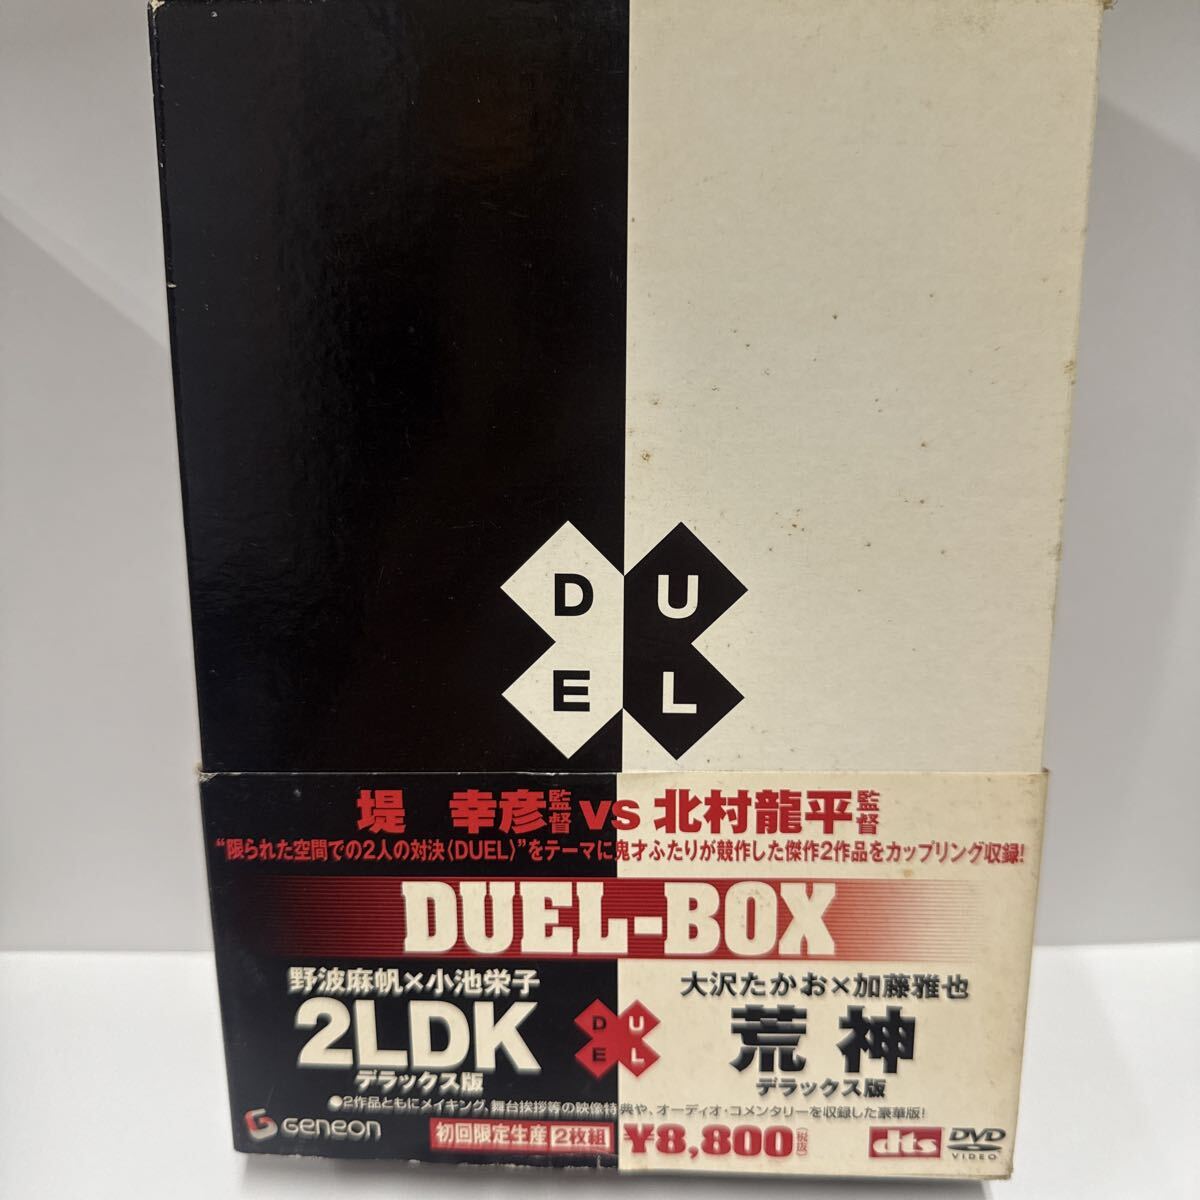 DU
EL
堤 幸彦監督 vs 北村龍平監督
“限られた空間での2人の対決〈DUEL〉”をテーマに鬼才ふたりが競作した傑作2作品をカップリング収録!
DUEL-BOX
野波麻帆×小池栄子
2LDK
デラックス版
DU
EL
大沢たかお×加藤雅也
荒神
デラックス版
●2作品ともにメイキング、舞台挨拶等の映像特典や、オーディオ・コメンタリーを収録した豪華版!
Geneon
初回限定生産 2枚組
¥8,800(税抜)
dts
DVD
VIDEO